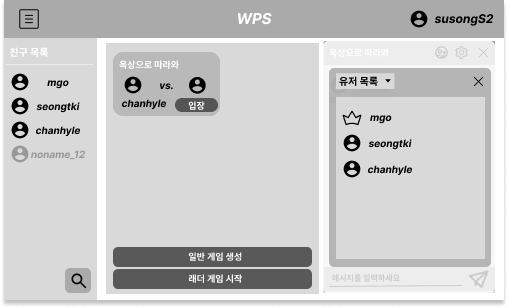 WPS
susongS2
친구 목록
mgo
seongtki
chanhyle
noname_12
옥상으로 따라와
vs.
chanhyle
입장
일반 게임 생성
래더 게임 시작
옥상으로 따라와
유저 목록
mgo
seongtki
chanhyle
메시지를 입력하세요